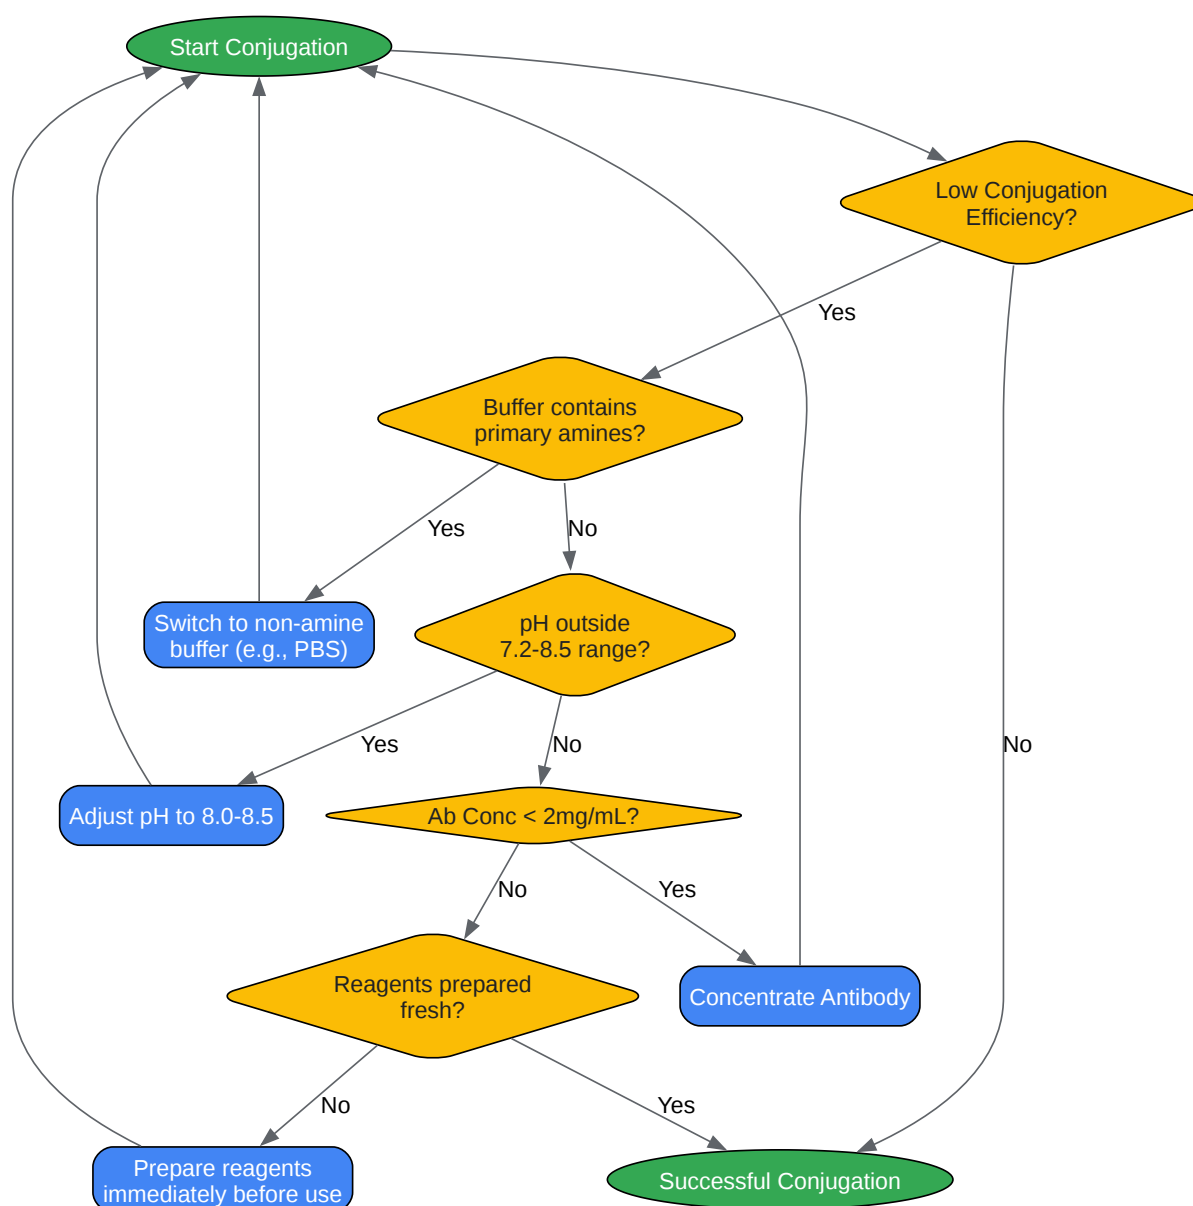 Start Conjugation
Low Conjugation
Efficiency?
Yes
Buffer contains
primary amines?
Yes
No
Switch to non-amine
buffer (e.g., PBS)
pH outside
7.2-8.5 range?
Yes
No
No
Adjust pH to 8.0-8.5
Ab Conc < 2mg/mL?
No
Yes
Reagents prepared
fresh?
Concentrate Antibody
No
Yes
Prepare reagents
immediately before use
Successful Conjugation